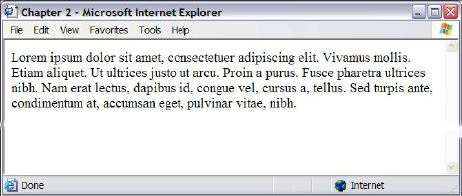 Chapter 2 - Microsoft Internet Explorer
File Edit View Favorites Tools Help
Lorem ipsum dolor sit amet, consectetuer adipiscing elit. Vivamus mollis.
Etiam aliquet. Ut ultrices justo ut arcu. Proin a purus. Fusce pharetra ultrices
nibh. Nam erat lectus, dapibus id, congue vel, cursus a, tellus. Sed turpis ante,
condimentum at, accumsan eget, pulvinar vitae, nibh.
Done Internet